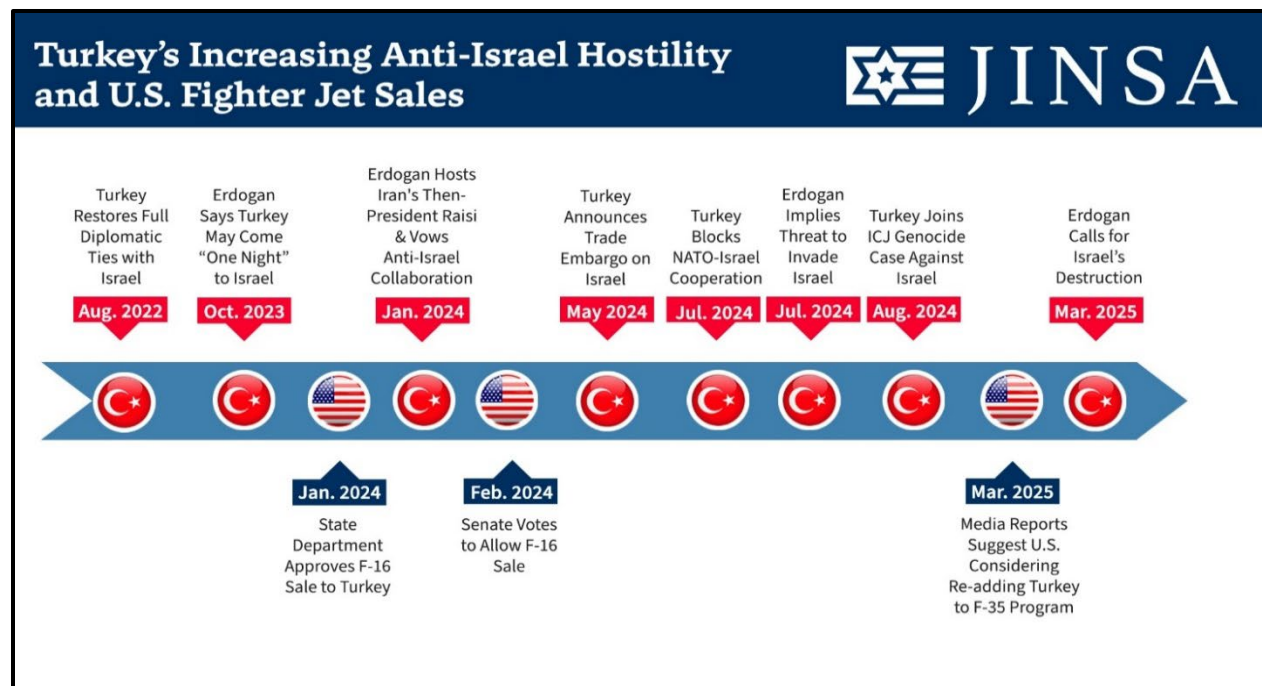 Turkey's Increasing Anti-Israel Hostility
and U.S. Fighter Jet Sales
JINSA
Turkey
Restores Full
Diplomatic
Ties with
Israel
Aug. 2022
Erdogan
Says Turkey
May Come
“One Night”
to Israel
Oct. 2023
Erdogan Hosts
Iran's Then-
President Raisi
& Vows
Anti-Israel
Collaboration
Jan. 2024
Turkey
Announces
Trade
Embargo on
Israel
May 2024
Turkey
Blocks
NATO-Israel
Cooperation
Jul. 2024
Erdogan
Implies
Threat to
Invade
Israel
Jul. 2024
Turkey Joins
ICJ Genocide
Case Against
Israel
Aug. 2024
Erdogan
Calls for
Israel's
Destruction
Mar. 2025
Jan. 2024
State
Department
Approves F-16
Sale to Turkey
Feb. 2024
Senate Votes
to Allow F-16
Sale
Mar. 2025
Media Reports
Suggest U.S.
Considering
Re-adding Turkey
to F-35 Program